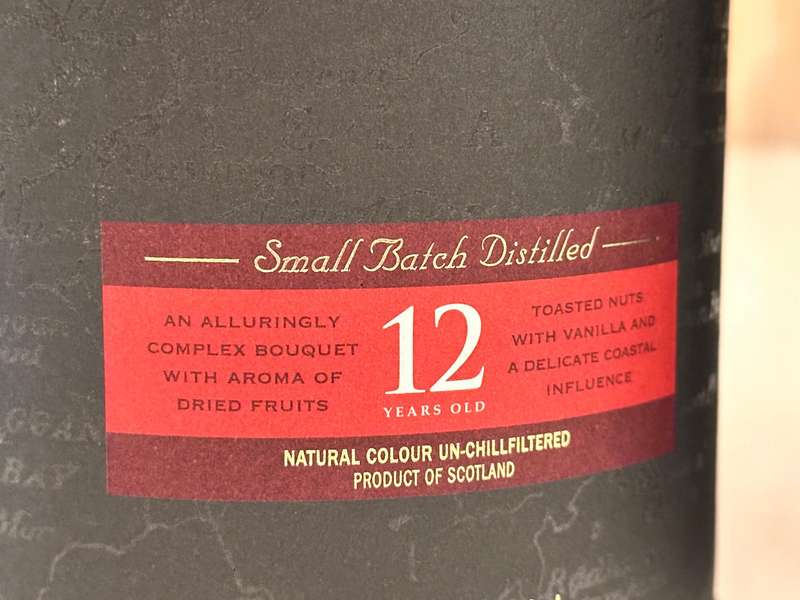 Small Batch Distilled
AN ALLURINGLY
COMPLEX BOUQUET
WITH AROMA OF
DRIED FRUITS
12
YEARS OLD
TOASTED NUTS
WITH VANILLA AND
A DELICATE COASTAL
INFLUENCE
NATURAL COLOUR UN-CHILLFILTERED
PRODUCT OF SCOTLAND
BAY